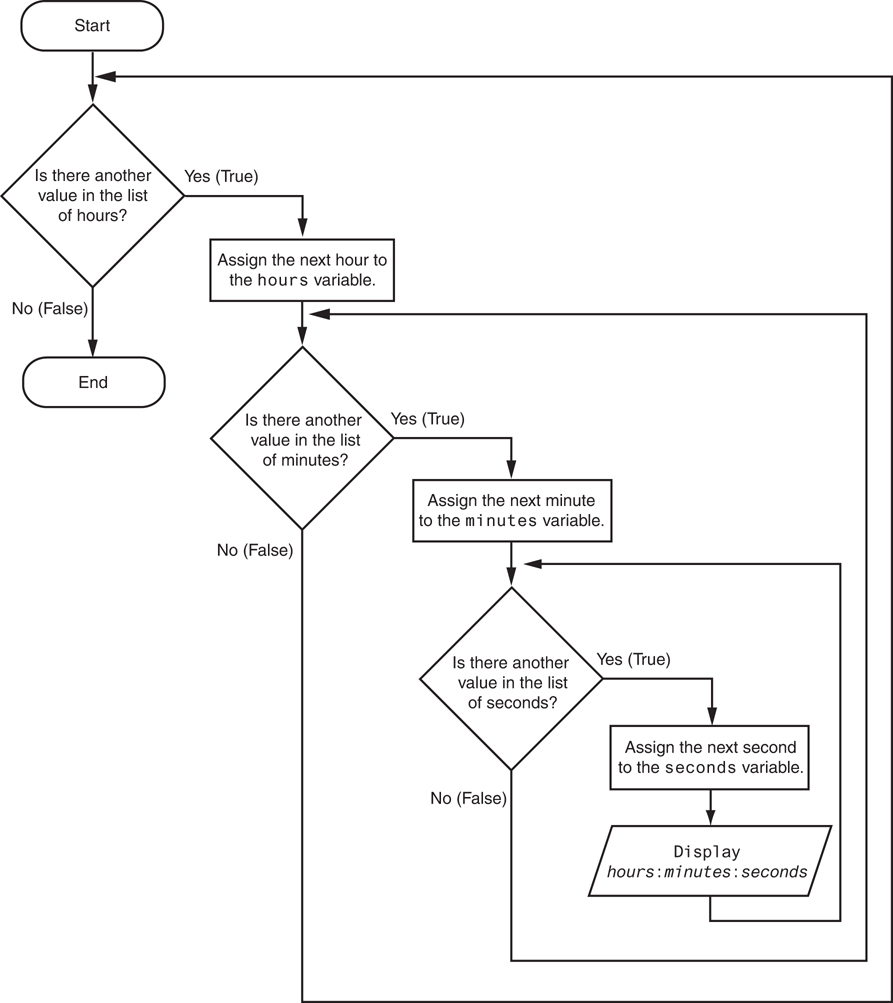 Start
Is there another
value in the list
of hours?
Yes (True)
Assign the next hour to
the hours variable.
No (False)
End
Is there another
value in the list
of minutes?
Yes (True)
Assign the next minute
to the minutes variable.
No (False)
Is there another
value in the list
of seconds?
Yes (True)
Assign the next second
to the seconds variable.
No (False)
Display
hours:minutes:seconds